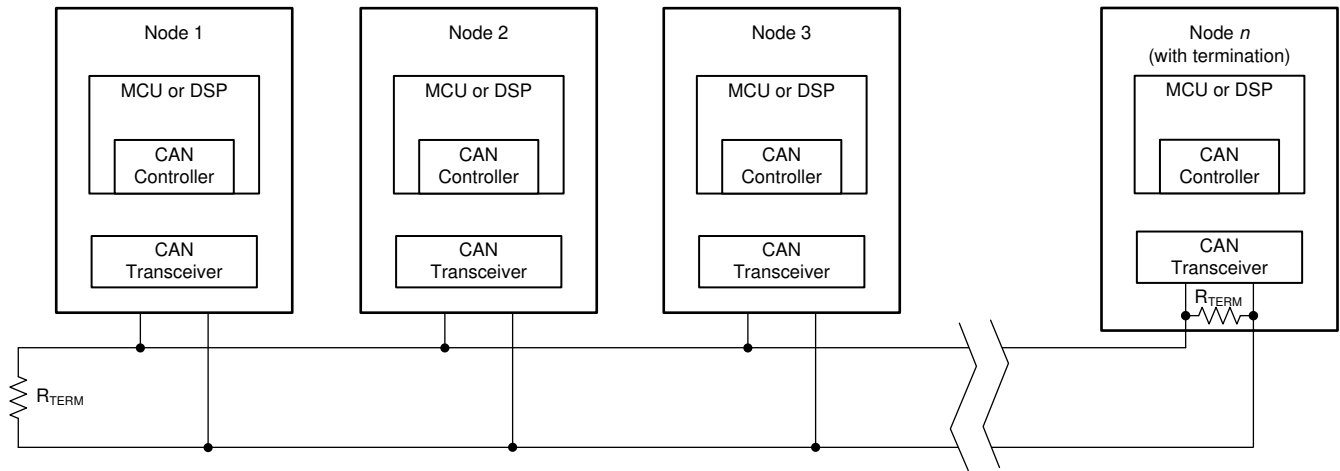 Node 1
MCU or DSP
CAN
Controller
CAN
Transceiver
Node 2
MCU or DSP
CAN
Controller
CAN
Transceiver
Node 3
MCU or DSP
CAN
Controller
CAN
Transceiver
Node n
(with termination)
MCU or DSP
CAN
Controller
CAN
Transceiver
RTERM
RTERM